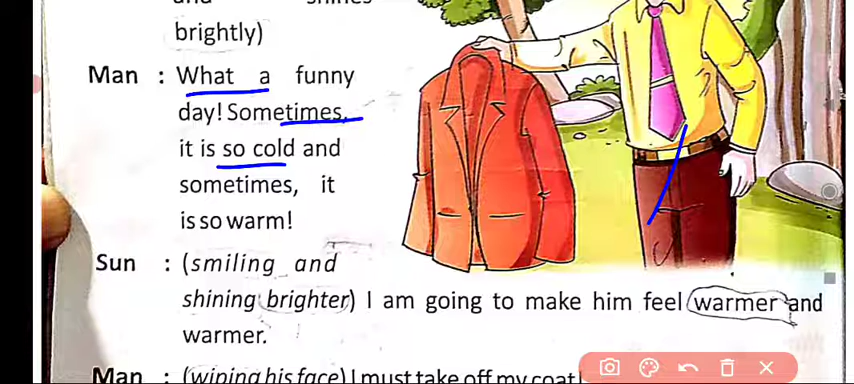 brightly)
Man : What a funny
day! Sometimes,
it is so cold and
sometimes, it
is so warm!
Sun : (smiling and
shining brighter) I am going to make him feel warmer and
warmer.
Man : (wiping his face) I must take off my coat!